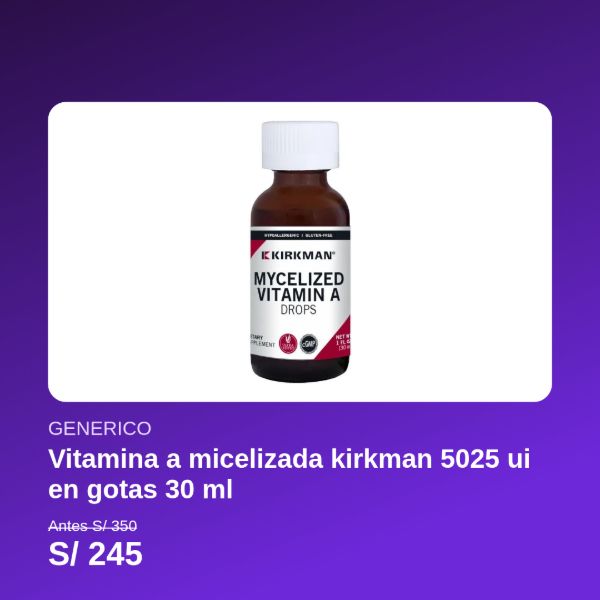 HYPOALLERGENIC | GLUTEN-FREE
KIRKMAN®
MYCELIZED
VITAMIN A
DROPS
cGMP
GENERICO
Vitamina a micelizada kirkman 5025 ui
en gotas 30 ml
Antes S/ 350
S/ 245